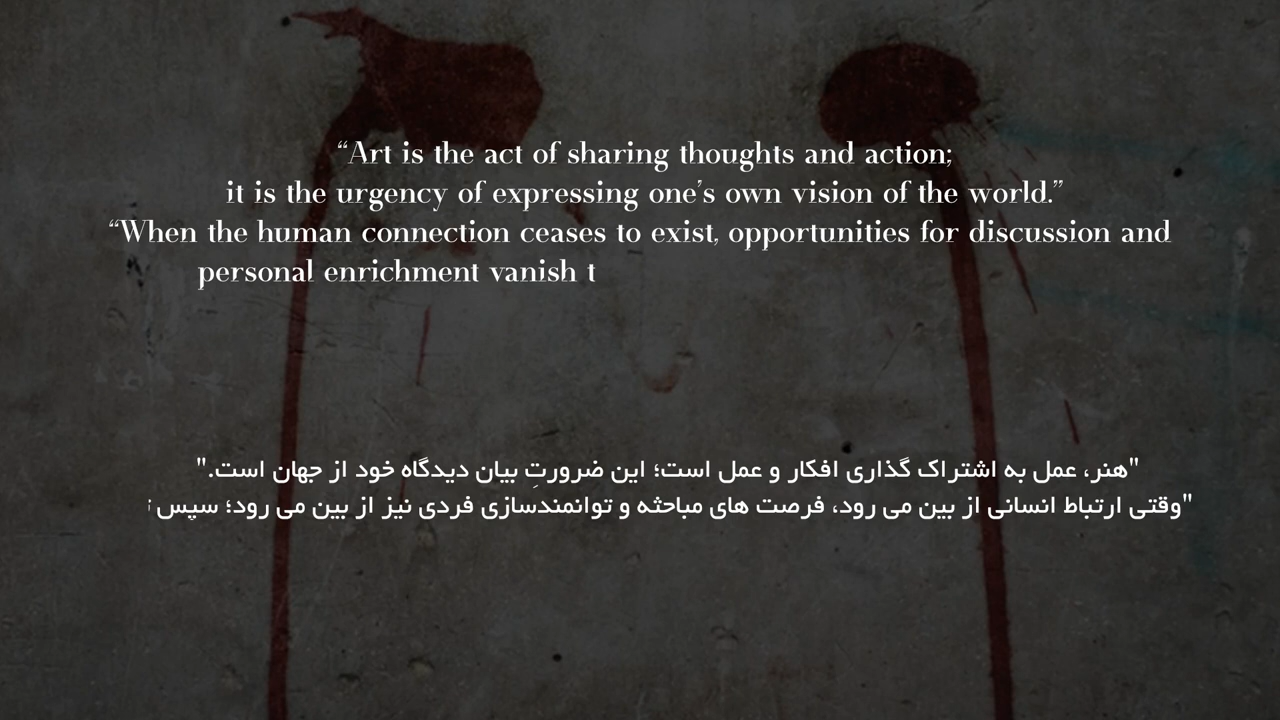 “Art is the act of sharing thoughts and action;
it is the urgency of expressing one’s own vision of the world.”
“When the human connection ceases to exist, opportunities for discussion and
personal enrichment vanish t
"هنر، عمل به اشتراک گذاری افکار و عمل است؛ این ضرورتِ بیان دیدگاه خود از جهان است."
"وقتی ارتباط انسانی از بین می رود، فرصت های مباحثه و توانمندسازی فردی نیز از بین می رود؛ سپس